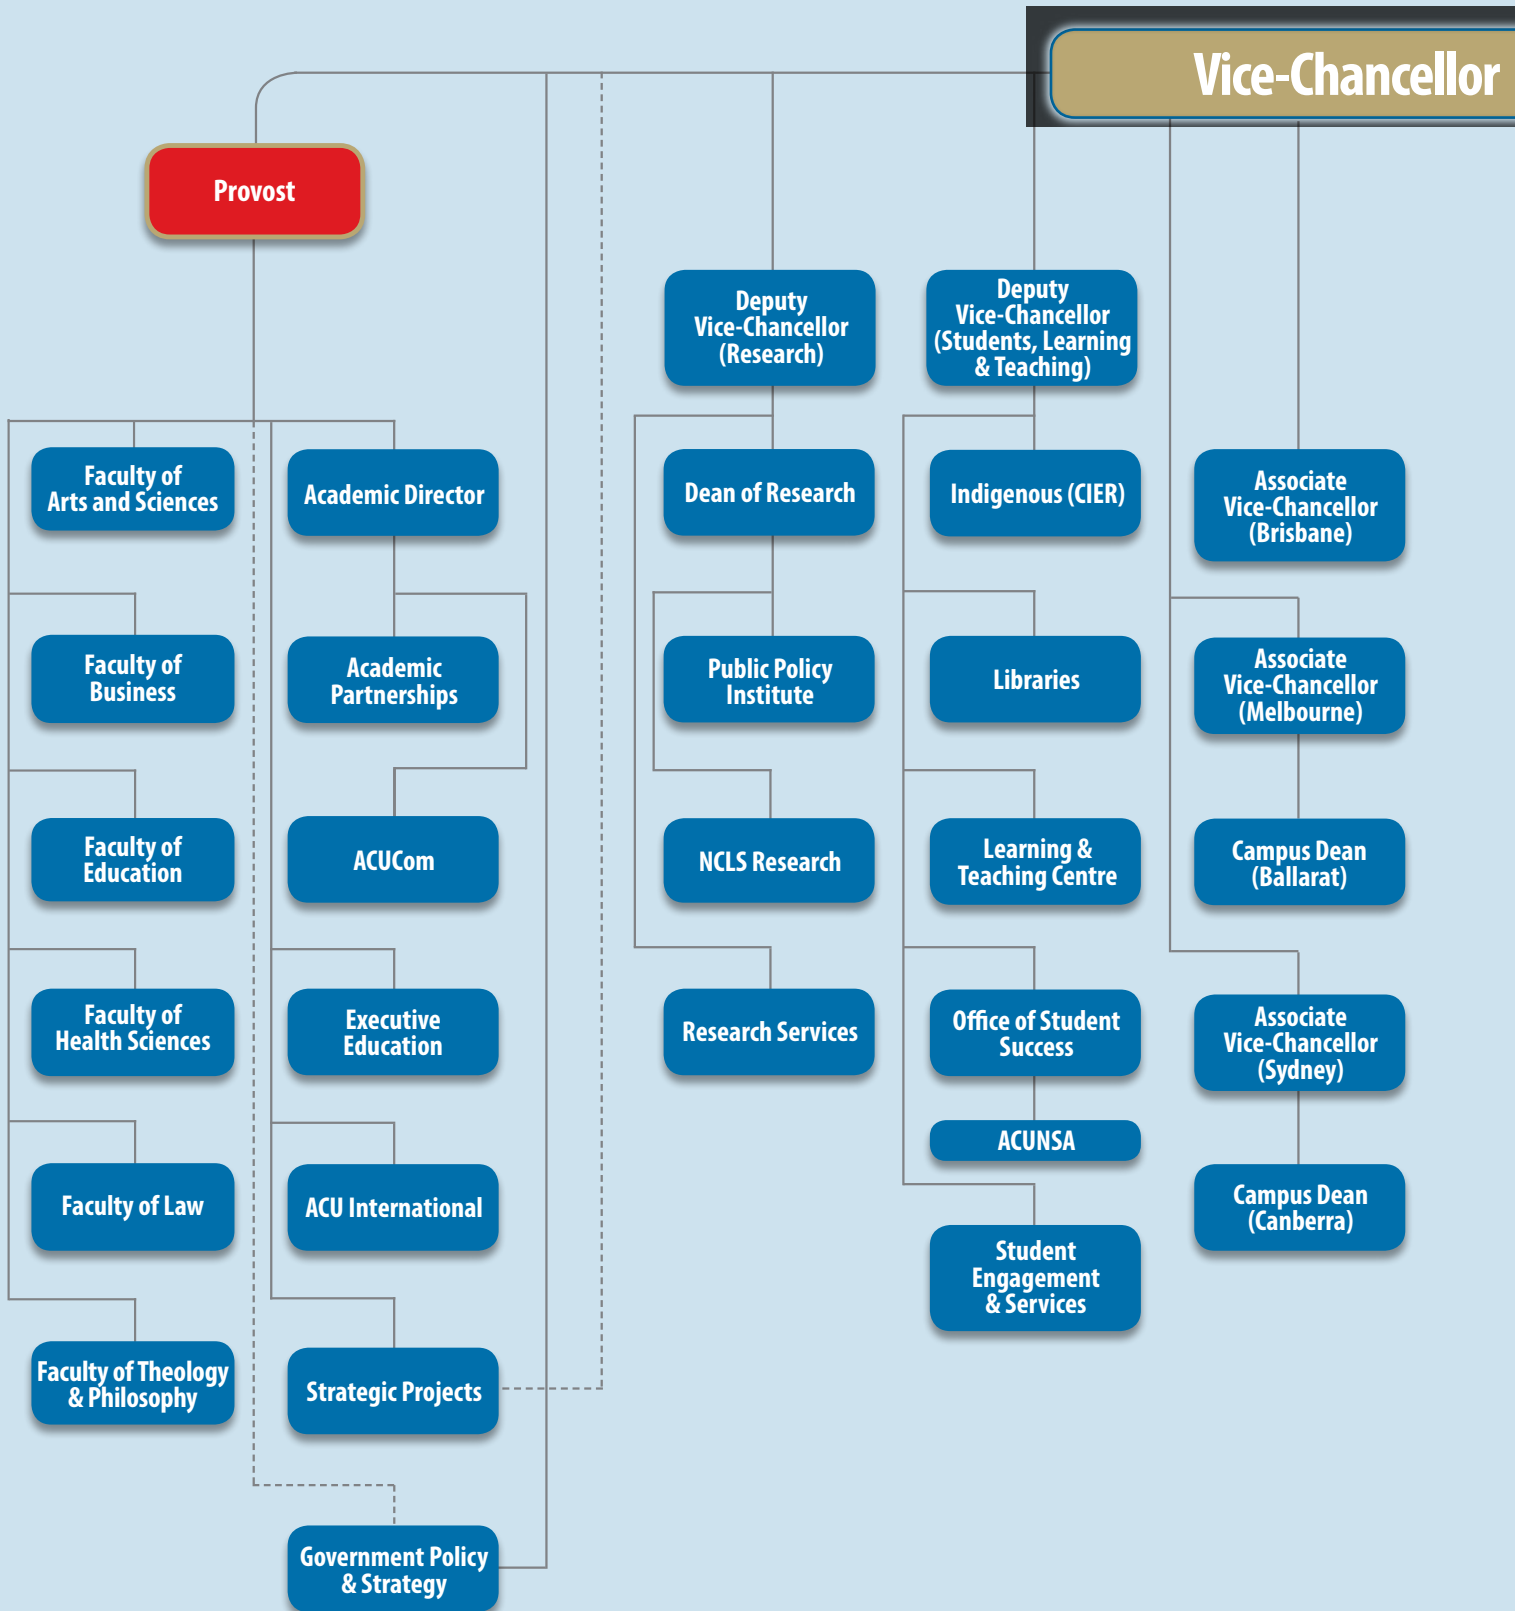 Vice-Chancellor
Provost
Deputy
Vice-Chancellor
(Research)
Deputy
Vice-Chancellor
(Students, Learning
& Teaching)
Faculty of
Arts and Sciences
Academic Director
Dean of Research
Indigenous (CIER)
Associate
Vice-Chancellor
(Brisbane)
Faculty of
Business
Academic
Partnerships
Public Policy
Institute
Libraries
Associate
Vice-Chancellor
(Melbourne)
Faculty of
Education
ACUCom
NCLS Research
Learning &
Teaching Centre
Campus Dean
(Ballarat)
Faculty of
Health Sciences
Executive
Education
Research Services
Office of Student
Success
Associate
Vice-Chancellor
(Sydney)
ACUNSA
Faculty of Law
ACU International
Campus Dean
(Canberra)
Student
Engagement
& Services
Faculty of Theology
& Philosophy
Strategic Projects
Government Policy
& Strategy